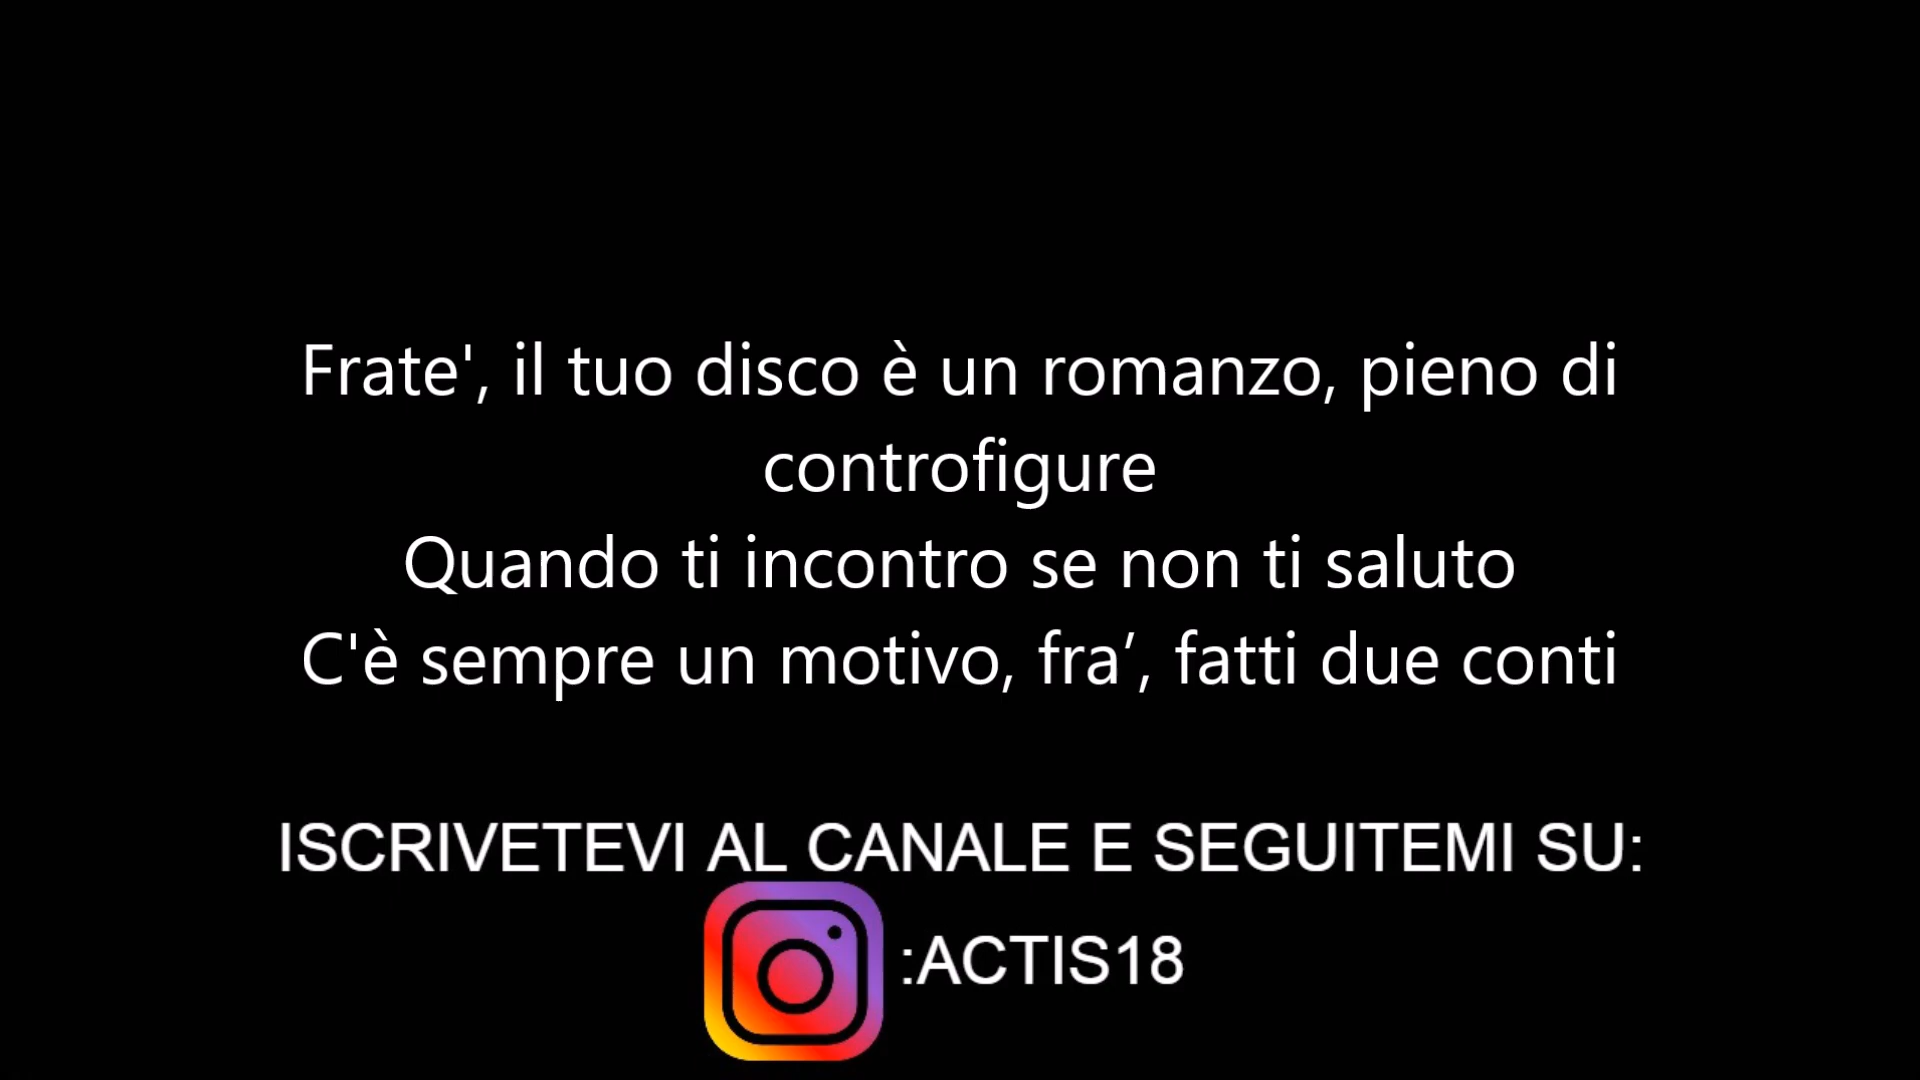 Frate', il tuo disco è un romanzo, pieno di
controfigure
Quando ti incontro se non ti saluto
C'è sempre un motivo, fra’, fatti due conti
ISCRIVETEVI AL CANALE E SEGUITEMI SU:
:ACTIS18